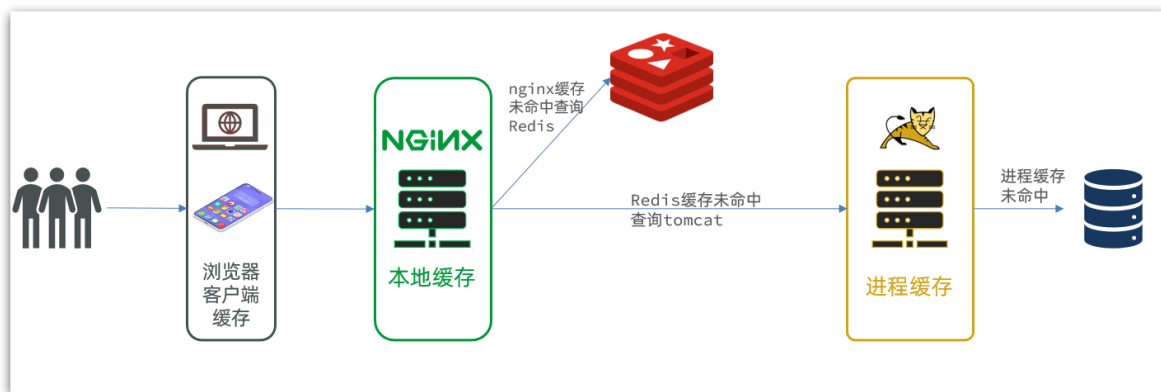 nginx缓存
未命中查询
Redis
NGINX
Redis缓存未命中
查询tomcat
进程缓存
未命中
浏览器
客户端
缓存
本地缓存
进程缓存